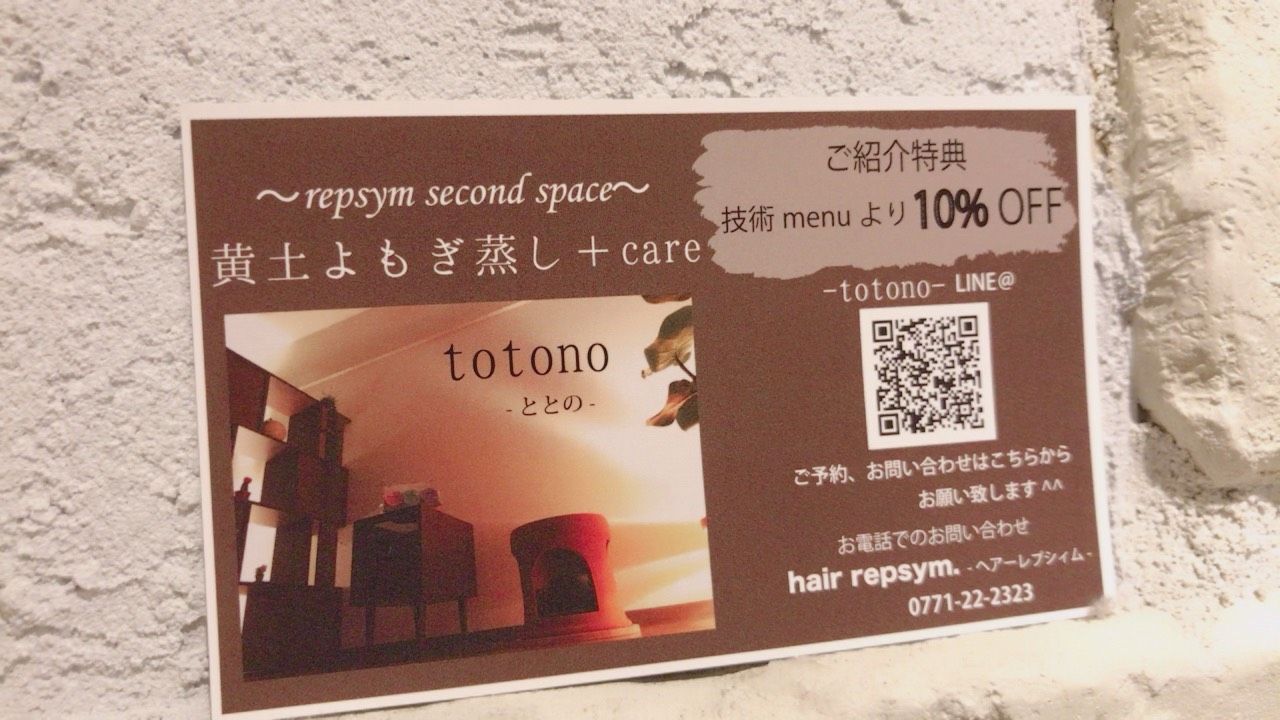 ～repsym second space～
黄土よもぎ蒸し＋care
totono
-ととの-
ご紹介特典
技術 menu より 10% OFF
-totono- LINE@
ご予約、お問い合わせはこちらから
お願い致します ^^
お電話でのお問い合わせ
hair repsym. -ヘアーレプシィム-
0771-22-2323